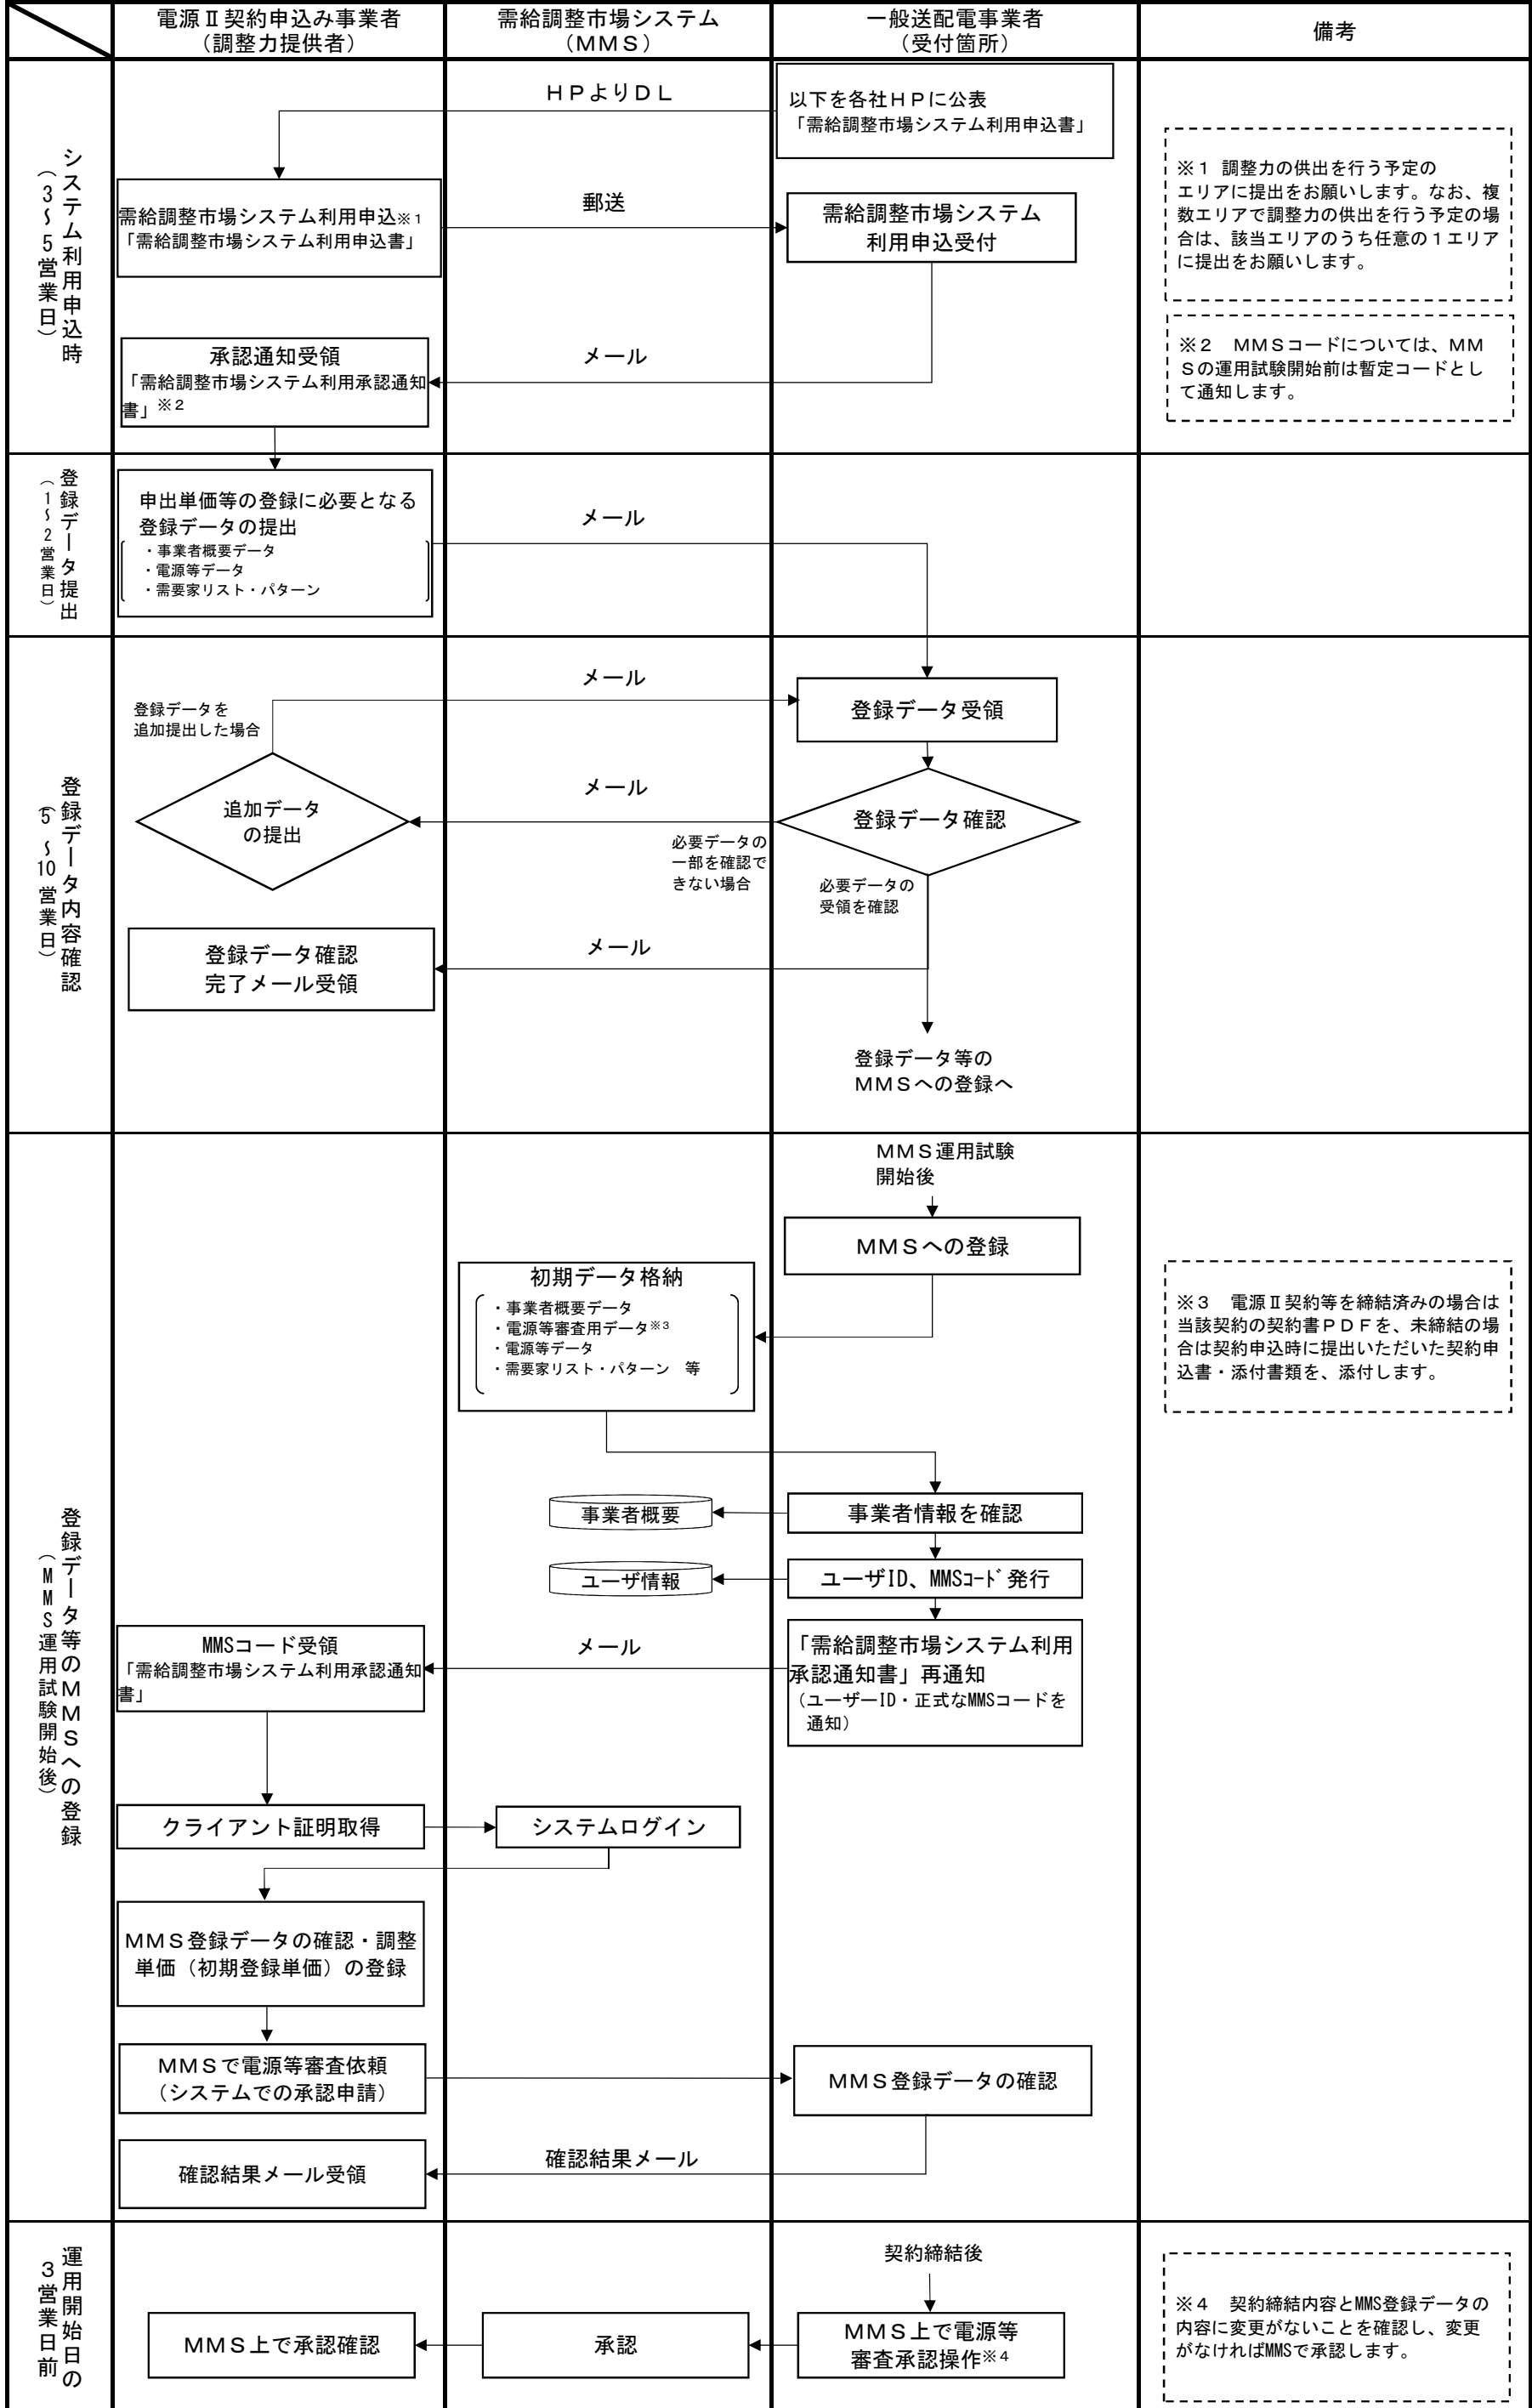 電源Ⅱ契約申込み事業者
（調整力提供者）
需給調整市場システム
（ＭＭＳ）
一般送配電事業者
（受付箇所）
備考
システム利用申込時
（３～５営業日）
ＨＰよりＤＬ
以下を各社ＨＰに公表
「需給調整市場システム利用申込書」
需給調整市場システム利用申込※１
「需給調整市場システム利用申込書」
郵送
需給調整市場システム
利用申込受付
※１ 調整力の供出を行う予定の
エリアに提出をお願いします。なお、複
数エリアで調整力の供出を行う予定の場
合は、該当エリアのうち任意の１エリア
に提出をお願いします。
承認通知受領
「需給調整市場システム利用承認通知
書」※２
メール
※２　ＭＭＳコードについては、ＭＭ
Ｓの運用試験開始前は暫定コードとし
て通知します。
登録データ提出
（１～２営業日）
申出単価等の登録に必要となる
登録データの提出
・事業者概要データ
・電源等データ
・需要家リスト・パターン
メール
登録データ内容確認
（５～10営業日）
メール
登録データ受領
登録データを
追加提出した場合
追加データ
の提出
メール
登録データ確認
必要データの
一部を確認で
きない場合
必要データの
受領を確認
登録データ確認
完了メール受領
メール
登録データ等の
ＭＭＳへの登録へ
登録データ等のＭＭＳへの登録
（ＭＭＳ運用試験開始後）
ＭＭＳ運用試験
開始後
ＭＭＳへの登録
初期データ格納
・事業者概要データ
・電源等審査用データ※３
・電源等データ
・需要家リスト・パターン　等
※３　電源Ⅱ契約等を締結済みの場合は
当該契約の契約書ＰＤＦを、未締結の場
合は契約申込時に提出いただいた契約申
込書・添付書類を、添付します。
事業者概要
事業者情報を確認
ユーザ情報
ユーザID、MMSｺｰﾄﾞ発行
MMSコード受領
「需給調整市場システム利用承認通知
書」
メール
「需給調整市場システム利用
承認通知書」再通知
（ユーザーID・正式なMMSコードを
通知）
クライアント証明取得
システムログイン
ＭＭＳ登録データの確認・調整
単価（初期登録単価）の登録
ＭＭＳで電源等審査依頼
（システムでの承認申請）
ＭＭＳ登録データの確認
確認結果メール受領
確認結果メール
運用開始日の
３営業日前
契約締結後
ＭＭＳ上で承認確認
承認
ＭＭＳ上で電源等
審査承認操作※４
※４　契約締結内容とMMS登録データの
内容に変更がないことを確認し、変更
がなければMMSで承認します。